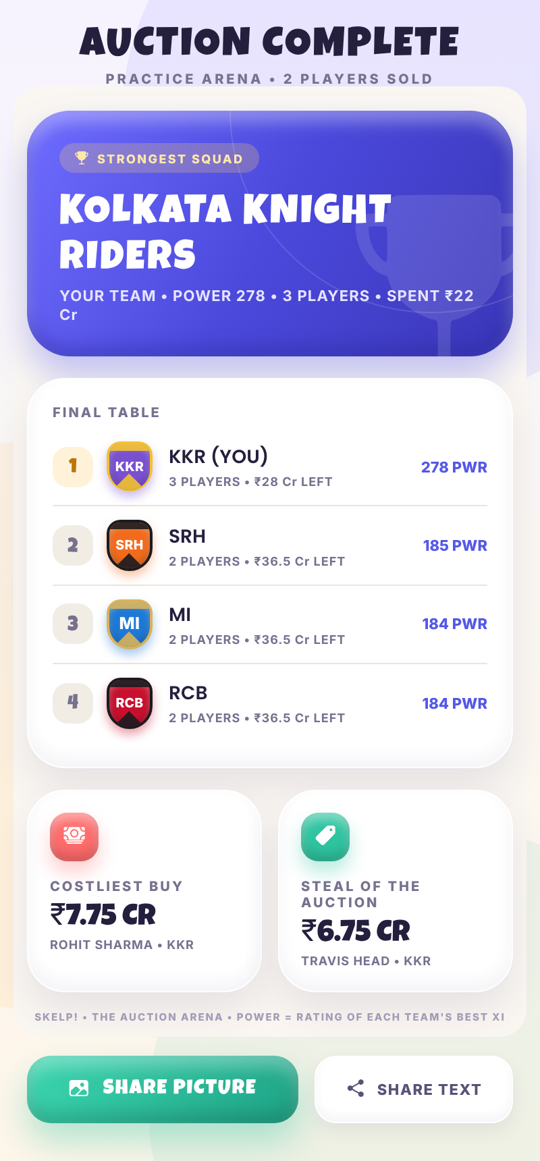 AUCTION COMPLETE
PRACTICE ARENA • 2 PLAYERS SOLD
STRONGEST SQUAD
KOLKATA KNIGHT
RIDERS
YOUR TEAM • POWER 278 • 3 PLAYERS • SPENT ₹22
Cr
FINAL TABLE
1
KKR
KKR (YOU)
3 PLAYERS • ₹28 Cr LEFT
278 PWR
2
SRH
SRH
2 PLAYERS • ₹36.5 Cr LEFT
185 PWR
3
MI
MI
2 PLAYERS • ₹36.5 Cr LEFT
184 PWR
4
RCB
RCB
2 PLAYERS • ₹36.5 Cr LEFT
184 PWR
COSTLIEST BUY
₹7.75 CR
ROHIT SHARMA • KKR
STEAL OF THE
AUCTION
₹6.75 CR
TRAVIS HEAD • KKR
SKELP! • THE AUCTION ARENA • POWER = RATING OF EACH TEAM'S BEST XI
SHARE PICTURE
SHARE TEXT